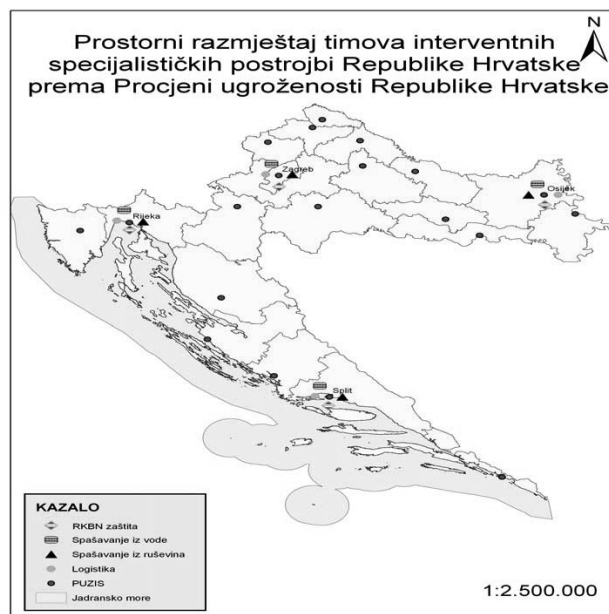 N
Prostorni razmještaj timova interventnih
specijalističkih postrojbi Republike Hrvatske
prema Procjeni ugroženosti Republike Hrvatske
Zagreb
Osijek
Rijeka
Split
KAZALO
RKBN zaštita
Spašavanje iz vode
Spašavanje iz ruševina
Logistika
PUZIS
Jadransko more
1:2.500.000